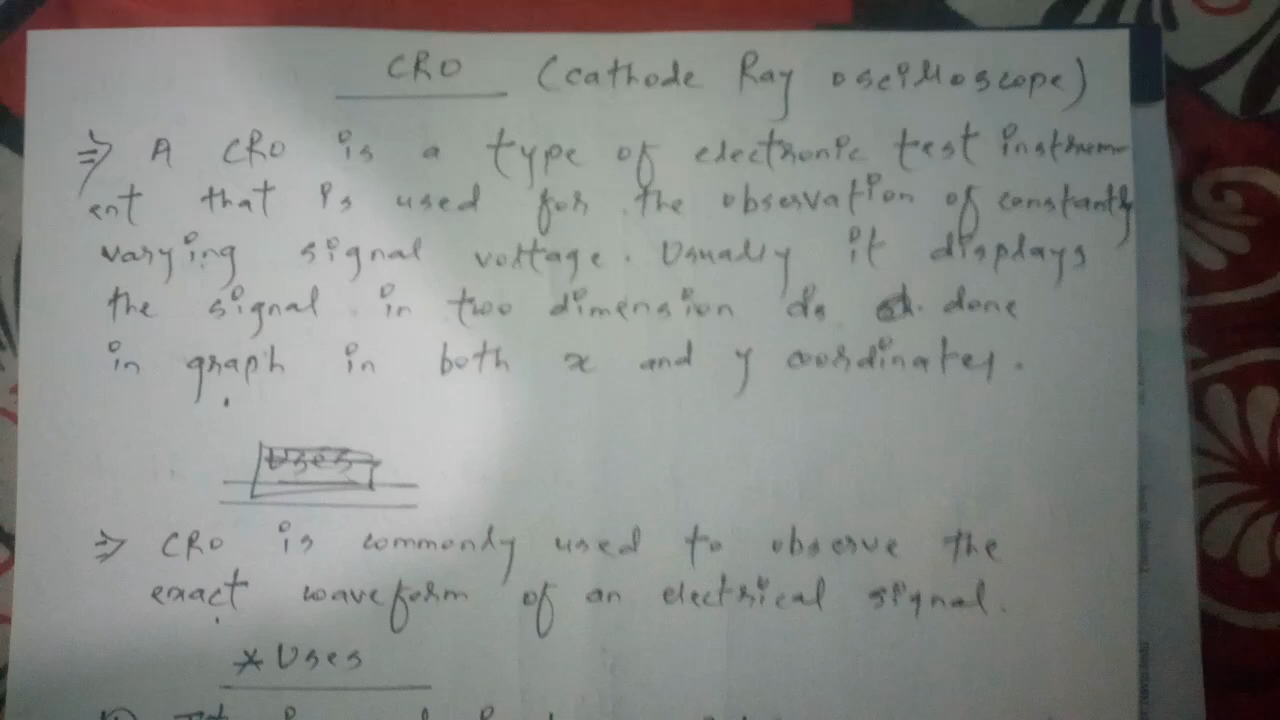 CRO (Cathode Ray oscilloscope)
⇒ A CRO is a type of electronic test instrum-
ent that is used for the observation of constantly
varying signal voltage. Usually it displays
the signal in two dimension is done
in graph in both x and y coordinates.
Uses
⇒ CRO is commonly used to observe the
exact waveform of an electrical signal.
* Uses